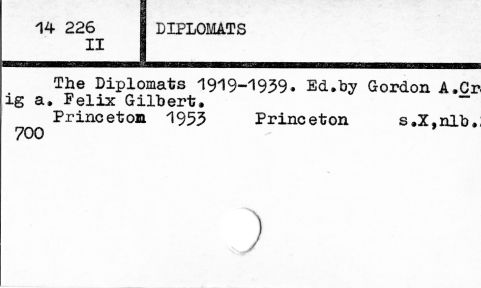 14 226
II
DIPLOMATS
The Diplomats 1919-1939. Ed.by Gordon A.Cr
ig a. Felix Gilbert.
Princeton 1953 Princeton s.X,nlb.
700